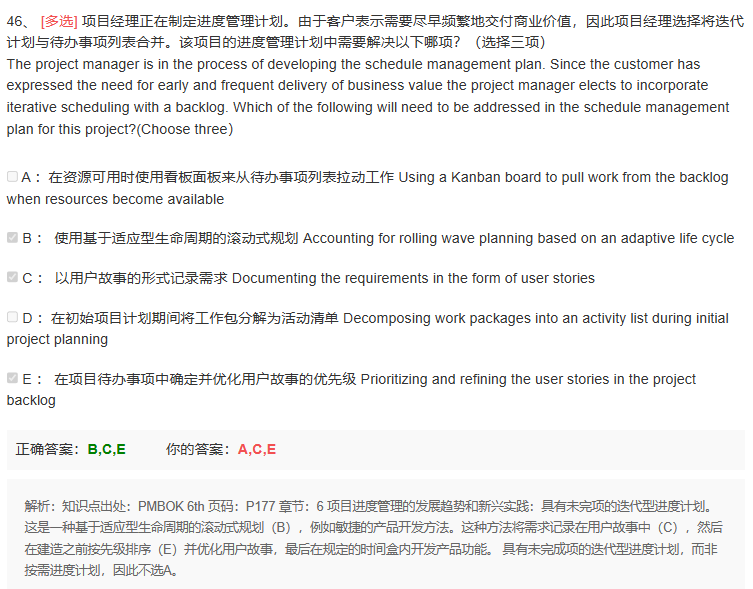 46、 [多选] 项目经理正在制定进度管理计划。由于客户表示需要尽早频繁地交付商业价值，因此项目经理选择将迭代
计划与待办事项列表合并。该项目的进度管理计划中需要解决以下哪项？（选择三项）
The project manager is in the process of developing the schedule management plan. Since the customer has
expressed the need for early and frequent delivery of business value the project manager elects to incorporate
iterative scheduling with a backlog. Which of the following will need to be addressed in the schedule management
plan for this project?(Choose three）
A ： 在资源可用时使用看板面板来从待办事项列表拉动工作 Using a Kanban board to pull work from the backlog
when resources become available
B ： 使用基于适应型生命周期的滚动式规划 Accounting for rolling wave planning based on an adaptive life cycle
C ： 以用户故事的形式记录需求 Documenting the requirements in the form of user stories
D ： 在初始项目计划期间将工作包分解为活动清单 Decomposing work packages into an activity list during initial
project planning
E ： 在项目待办事项中确定并优化用户故事的优先级 Prioritizing and refining the user stories in the project
backlog
正确答案：B,C,E 你的答案：A,C,E
解析：知识点出处：PMBOK 6th 页码：P177 章节：6 项目进度管理的发展趋势和新兴实践：具有未完项的迭代型进度计划。
这是一种基于适应型生命周期的滚动式规划（B），例如敏捷的产品开发方法。这种方法将需求记录在用户故事中（C），然后
在建造之前按先级排序（E）并优化用户故事，最后在规定的时间盒内开发产品功能。 具有未完成项的迭代型进度计划，而非
按需进度计划，因此不选A。